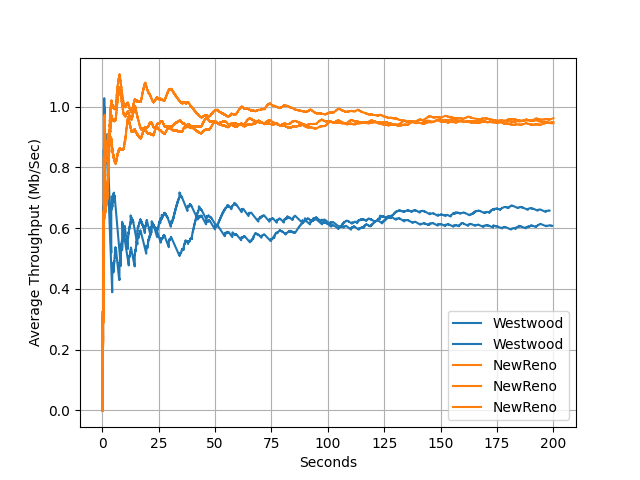 1.0
0.8
0.6
0.4
0.2
0.0
Average Throughput (Mb/Sec)
0 25 50 75 100 125 150 175 200
Seconds
Westwood
Westwood
NewReno
NewReno
NewReno